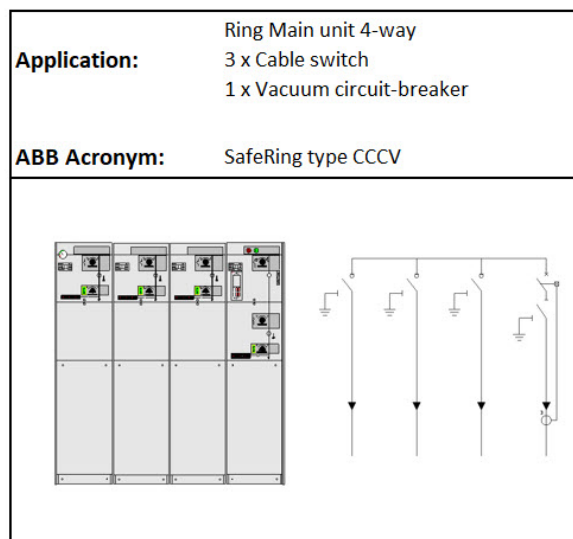 Application:
Ring Main unit 4-way
3 x Cable switch
1 x Vacuum circuit-breaker
ABB Acronym:
SafeRing type CCCV